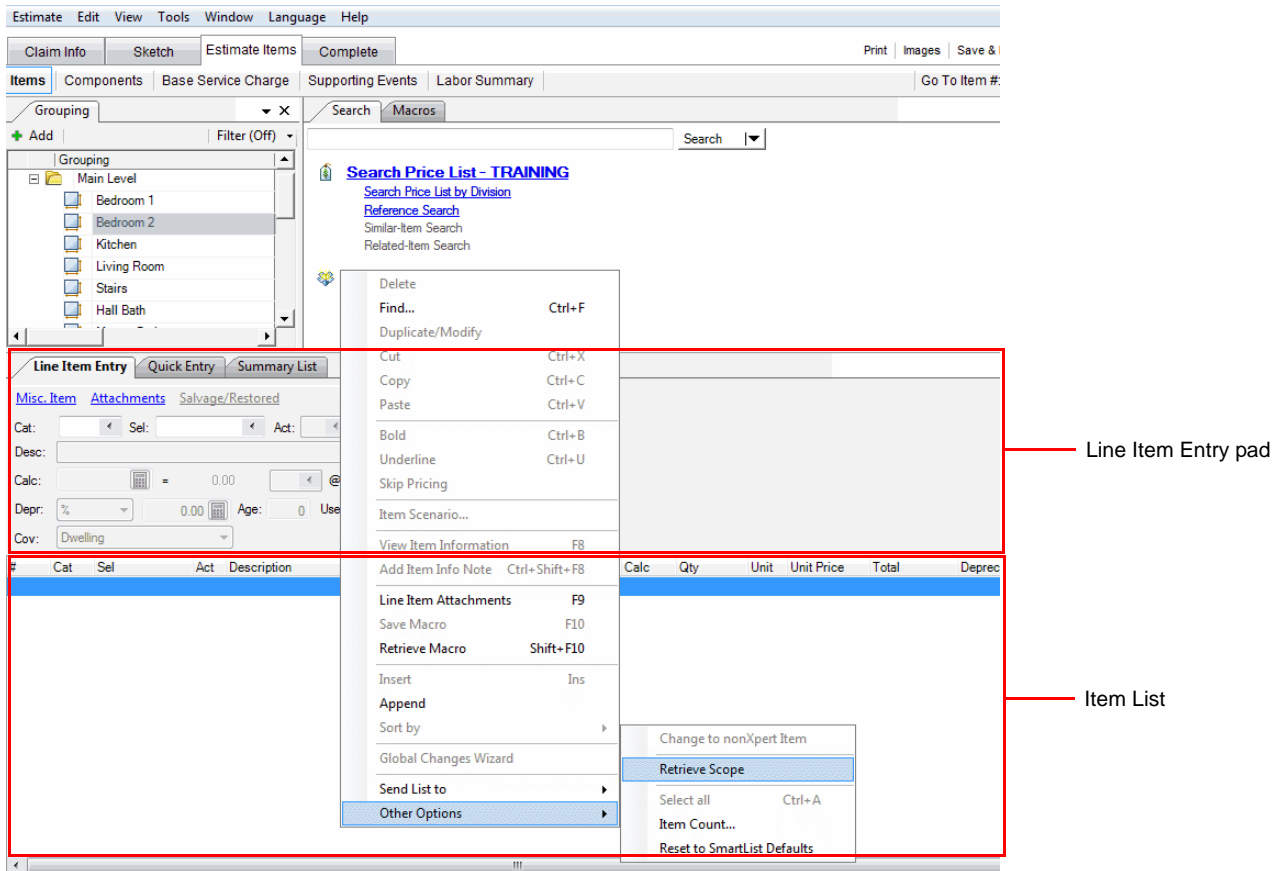 Estimate Edit View Tools Window Language Help
Claim Info Sketch Estimate Items Complete Print Images Save &
Items Components Base Service Charge Supporting Events Labor Summary Go To Item #:
Grouping Search Macros
Add Filter (Off) Search
Grouping
Main Level
Bedroom 1
Bedroom 2
Kitchen
Living Room
Stairs
Hall Bath
Search Price List - TRAINING
Search Price List by Division
Reference Search
Similar-Item Search
Related-Item Search
Delete
Find... Ctrl+F
Duplicate/Modify
Cut Ctrl+X
Copy Ctrl+C
Paste Ctrl+V
Bold Ctrl+B
Underline Ctrl+U
Skip Pricing
Item Scenario...
View Item Information F8
Add Item Info Note Ctrl+Shift+F8
Line Item Attachments F9
Save Macro F10
Retrieve Macro Shift+F10
Insert Ins
Append
Sort by
Global Changes Wizard
Send List to
Other Options
Change to nonXpert Item
Retrieve Scope
Select all Ctrl+A
Item Count...
Reset to SmartList Defaults
Line Item Entry Quick Entry Summary List
Misc. Item Attachments Salvage/Restored
Cat: Sel: Act:
Desc:
Calc: = 0.00 @
Depr: % 0.00 Age: 0 Use
Cov: Dwelling
# Cat Sel Act Description Calc Qty Unit Unit Price Total Deprec
Line Item Entry pad
Item List